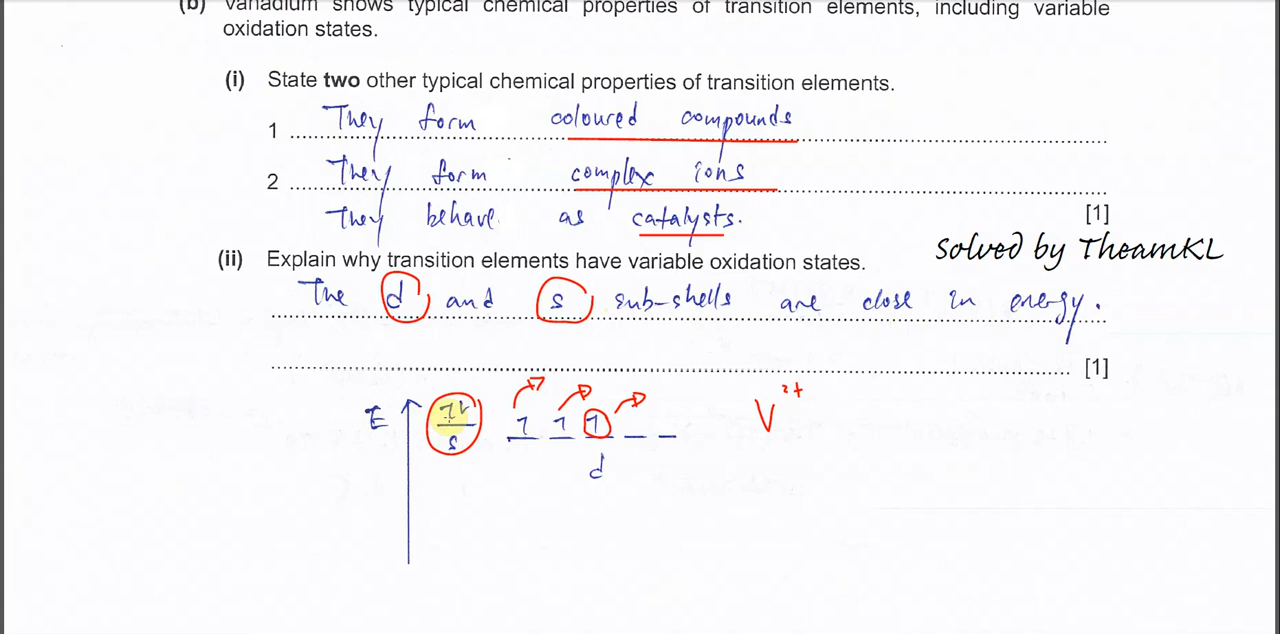 (b) Vanadium shows typical chemical properties of transition elements, including variable
oxidation states.
(i) State two other typical chemical properties of transition elements.
1 They form coloured compounds
2 They form complex ions
They behave as catalysts.
[1]
Solved by TheamKL
(ii) Explain why transition elements have variable oxidation states.
The d and s sub-shells are close in energy.
[1]
E 1 1 1 V2+
s
d